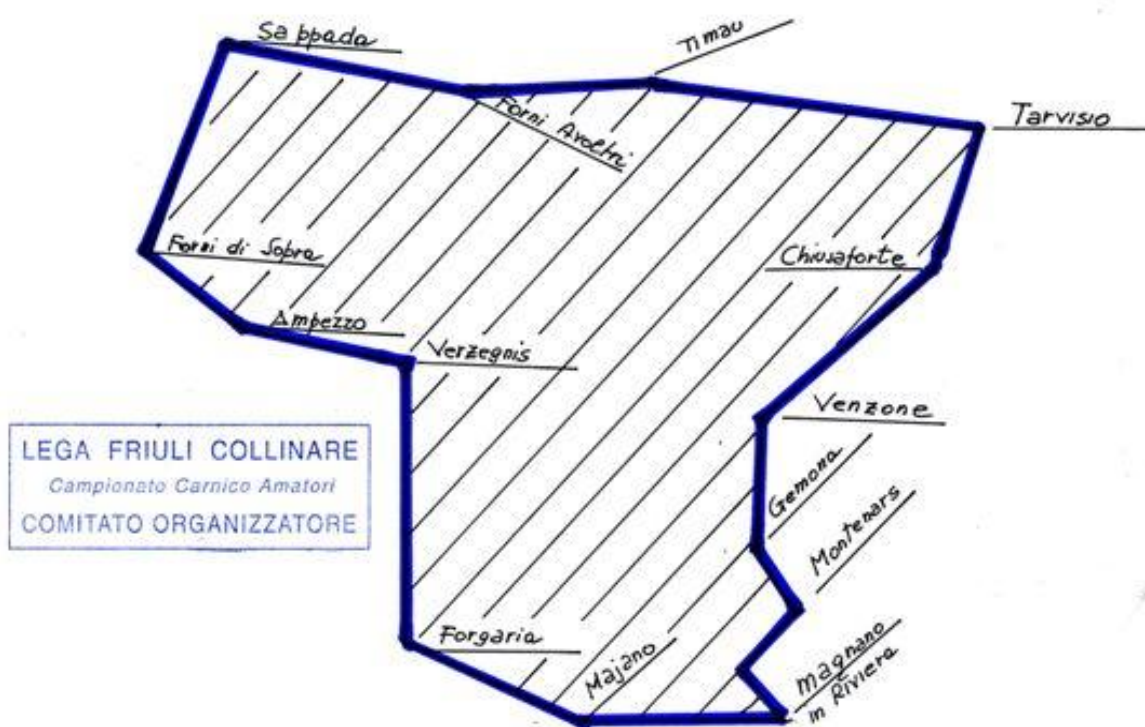 Sappada
Timau
Forni Avoltri
Tarvisio
Forni di Sopra
Chiusaforte
Ampezzo
Verzegnis
Venzone
LEGA FRIULI COLLINARE
Campionato Carnico Amatori
COMITATO ORGANIZZATORE
Gemona
Montenars
Forgaria
Majano
Magnano
in Riviera